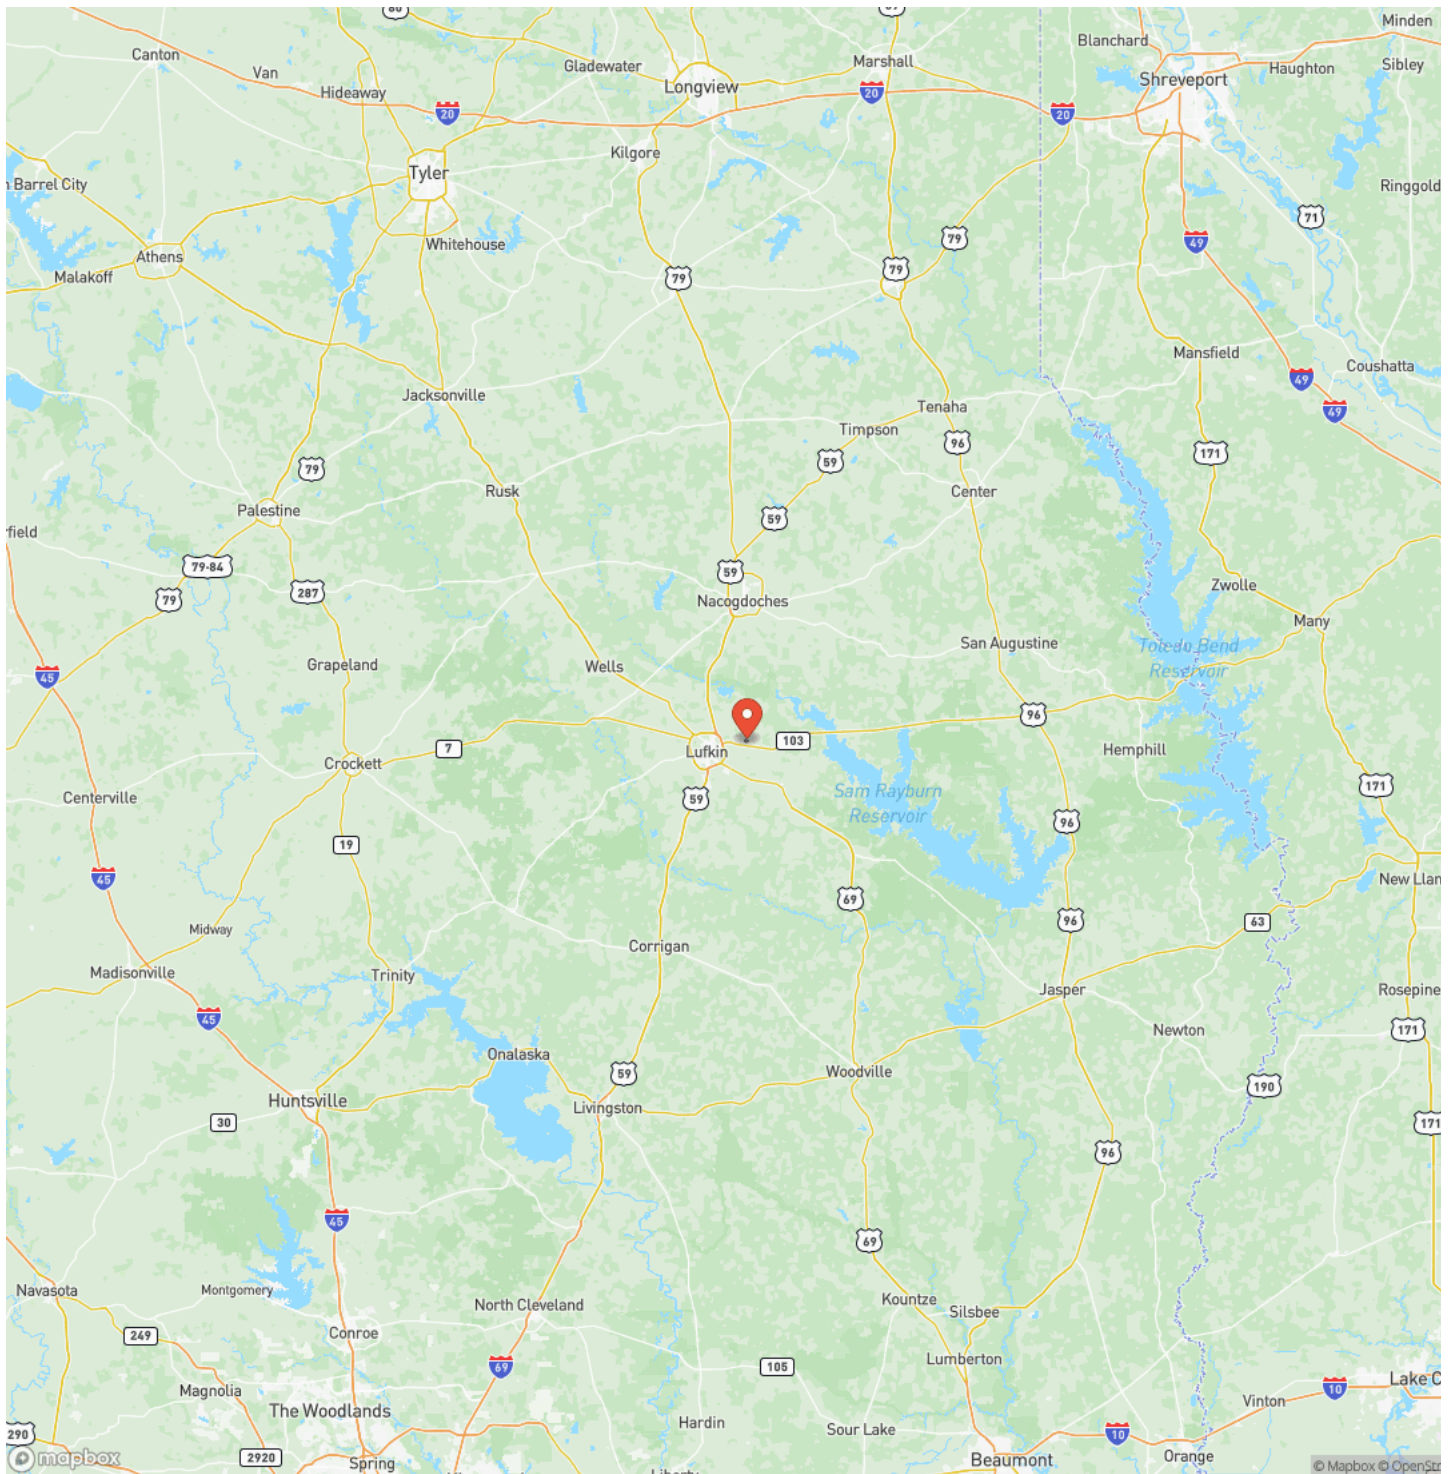 80
59
Minden
Canton
Blanchard
Marshall
Gladewater
Sibley
Van
Haughton
Shreveport
Longview
Hideaway
20
20
20
Kilgore
Tyler
n Barrel City
Ringgold
71
79
49
Whitehouse
Athens
79
79
Malakoff
Mansfield
Coushatta
49
Jacksonville
Tenaha
49
Timpson
96
171
59
79
Rusk
Center
Palestine
59
rfield
79-84
59
Zwolle
287
79
Nacogdoches
Many
San Augustine
Toledo Bend
Reservoir
Grapeland
Wells
45
96
103
7
Lufkin
Hemphill
Crockett
171
Sam Rayburn
Reservoir
Centerville
59
96
19
45
New Llan
69
96
63
Midway
Corrigan
Madisonville
Trinity
Jasper
Rosepine
45
Newton
171
Onalaska
59
Woodville
190
Huntsville
Livingston
30
171
96
45
69
Navasota
Montgomery
Kountze
North Cleveland
Silsbee
249
Conroe
Lumberton
69
105
Lake C
10
Magnolia
Vinton
The Woodlands
Hardin
Sour Lake
290
10
mapbox
2920
Spring
Beaumont
Orange
© Mapbox © OpenStr